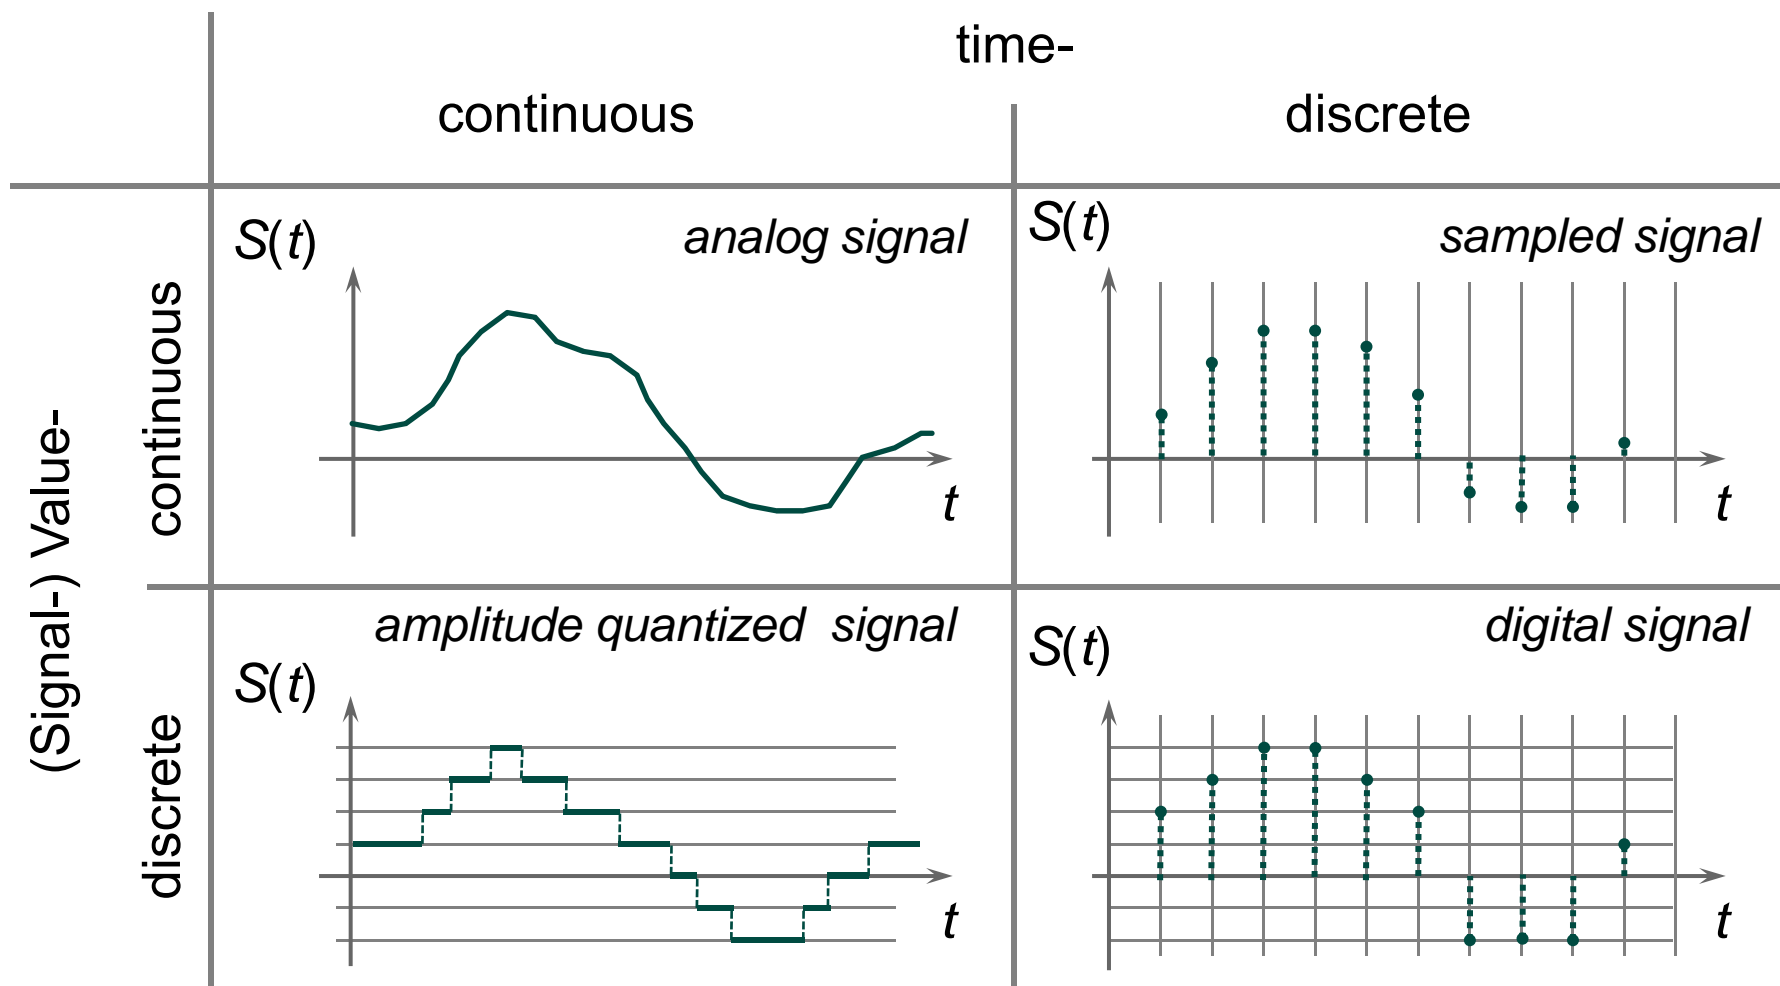 time-
continuous
discrete
(Signal-) Value-
continuous
S(t)
analog signal
t
S(t)
sampled signal
t
discrete
amplitude quantized signal
S(t)
t
digital signal
S(t)
t